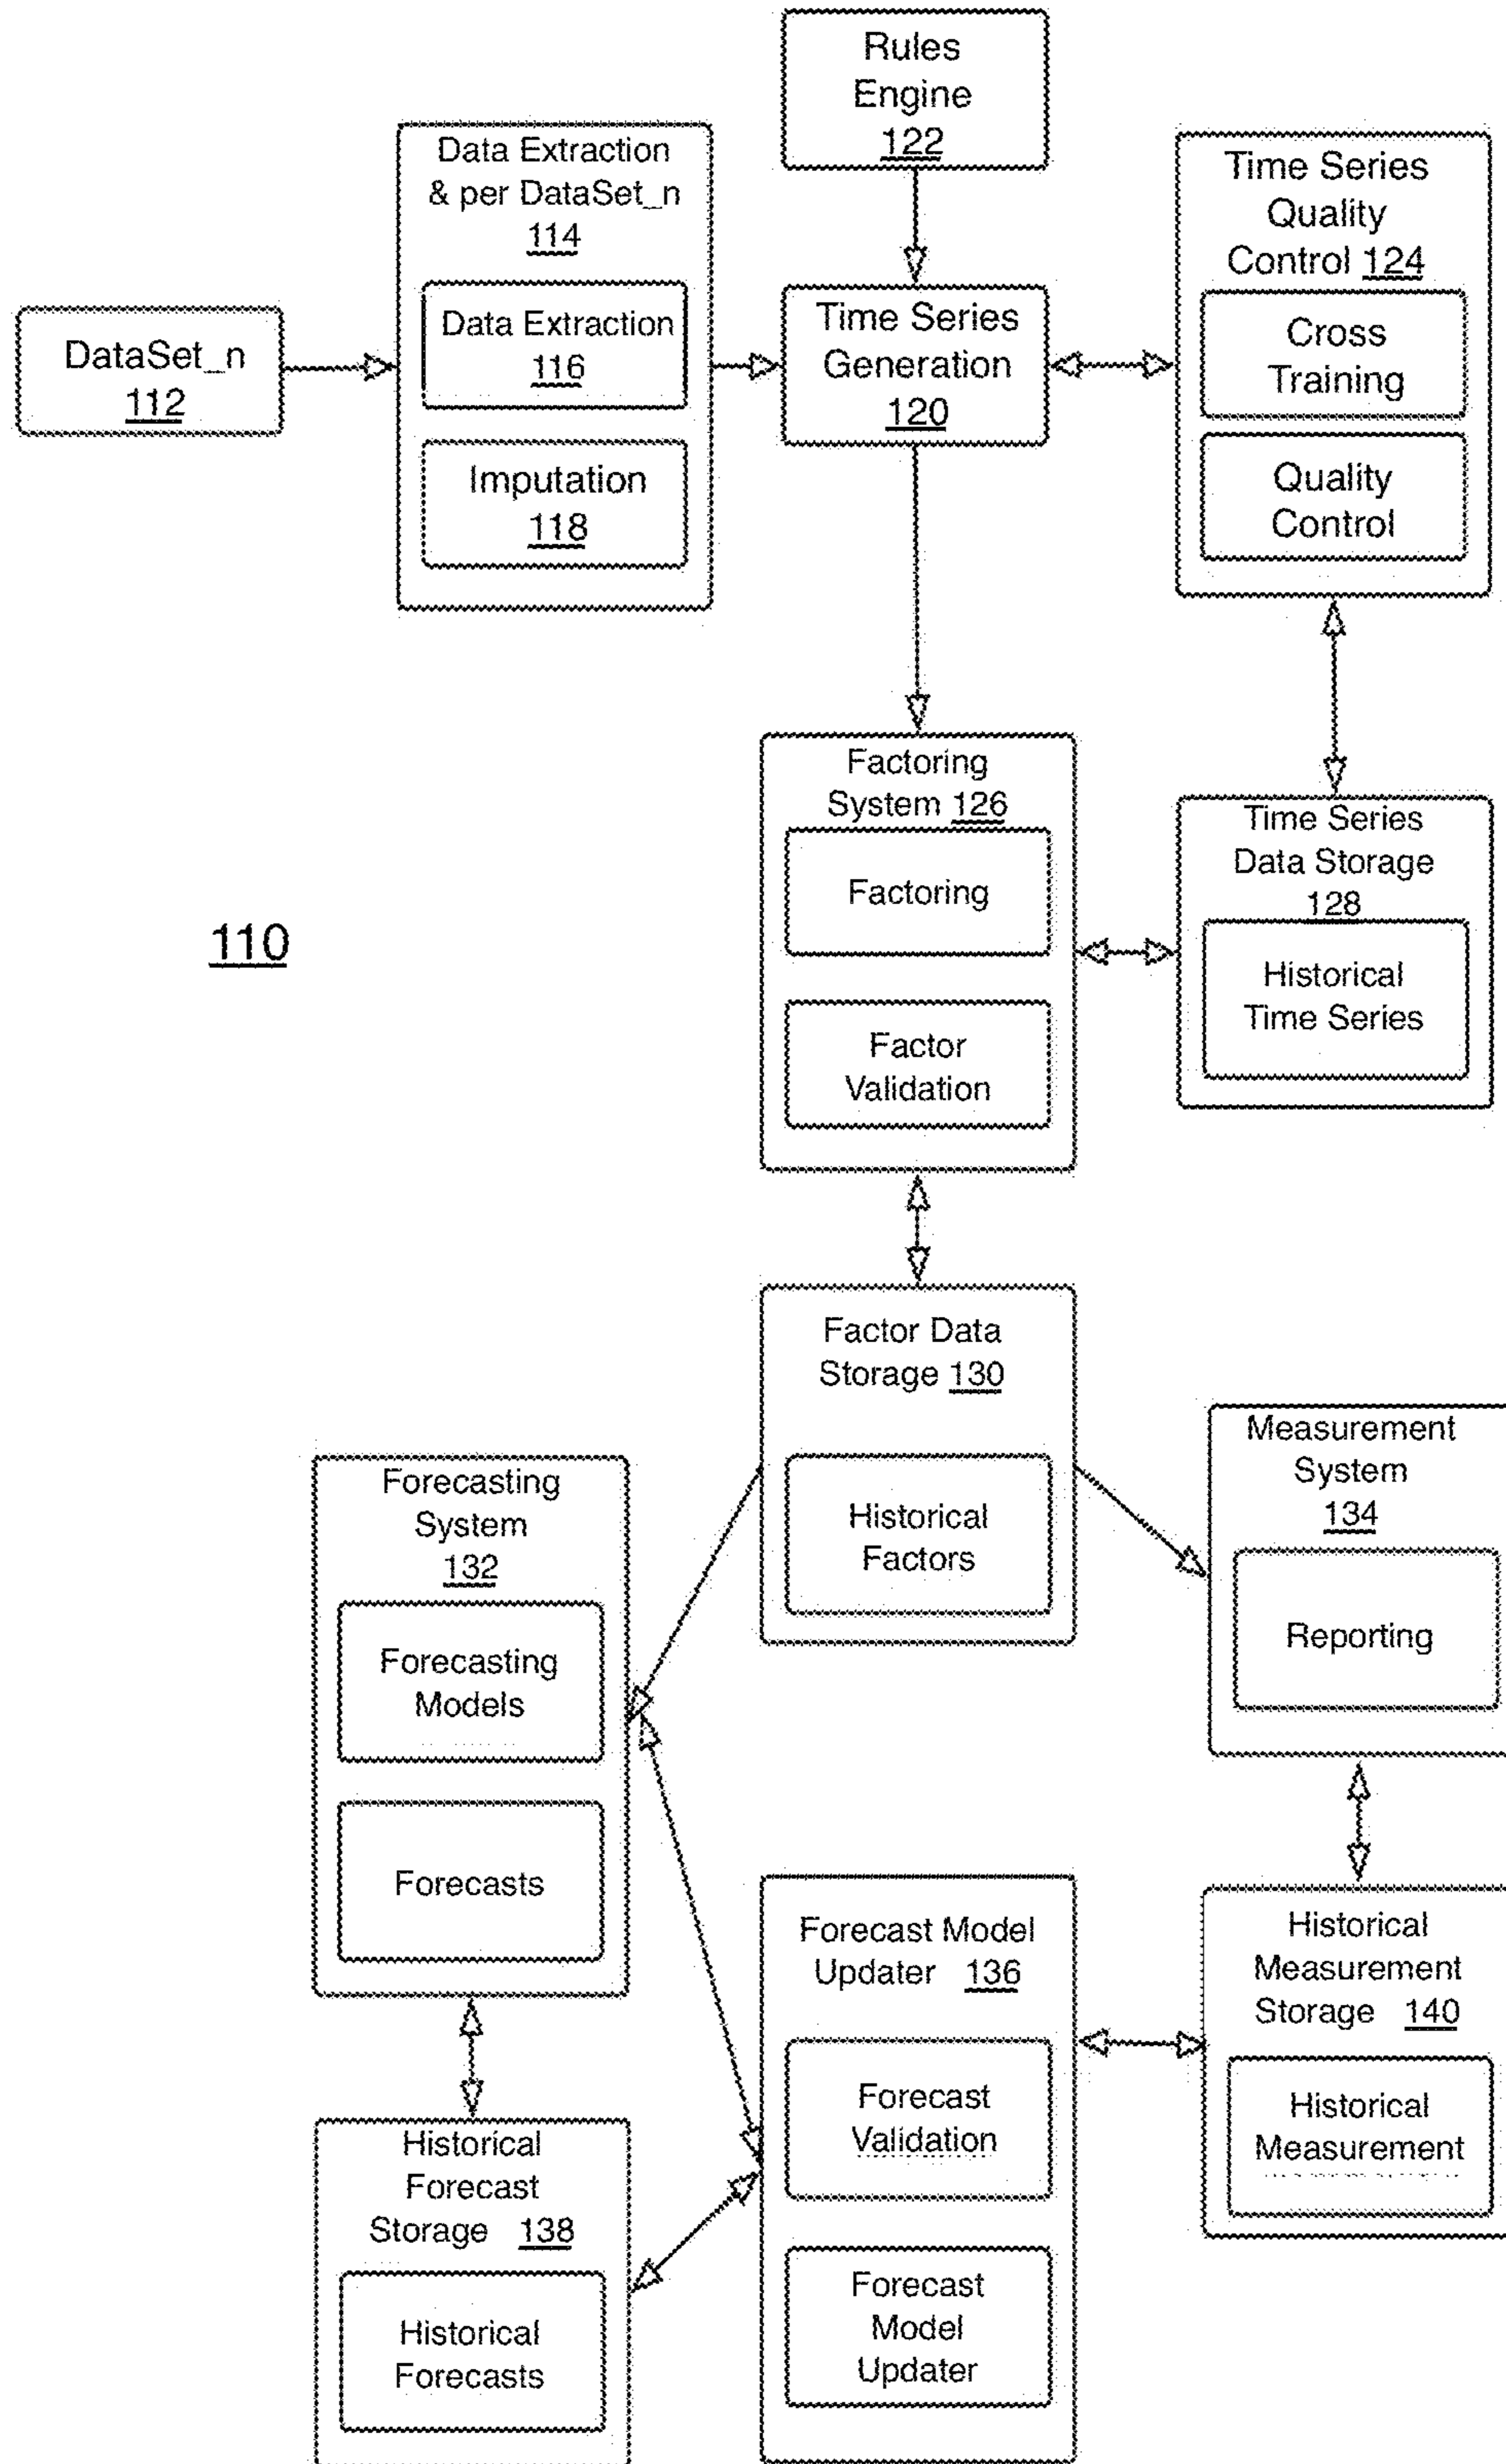 Rules
Engine
122
Data Extraction
& per DataSet_n
114
Data Extraction
116
Imputation
118
DataSet_n
112
Time Series
Generation
120
Time Series
Quality
Control 124
Cross
Training
Quality
Control
Factoring
System 126
Factoring
Factor
Validation
Time Series
Data Storage
128
Historical
Time Series
110
Factor Data
Storage 130
Historical
Factors
Measurement
System
134
Reporting
Forecasting
System
132
Forecasting
Models
Forecasts
Forecast Model
Updater 136
Forecast
Validation
Forecast
Model
Updater
Historical
Measurement
Storage 140
Historical
Measurement
Historical
Forecast
Storage 138
Historical
Forecasts